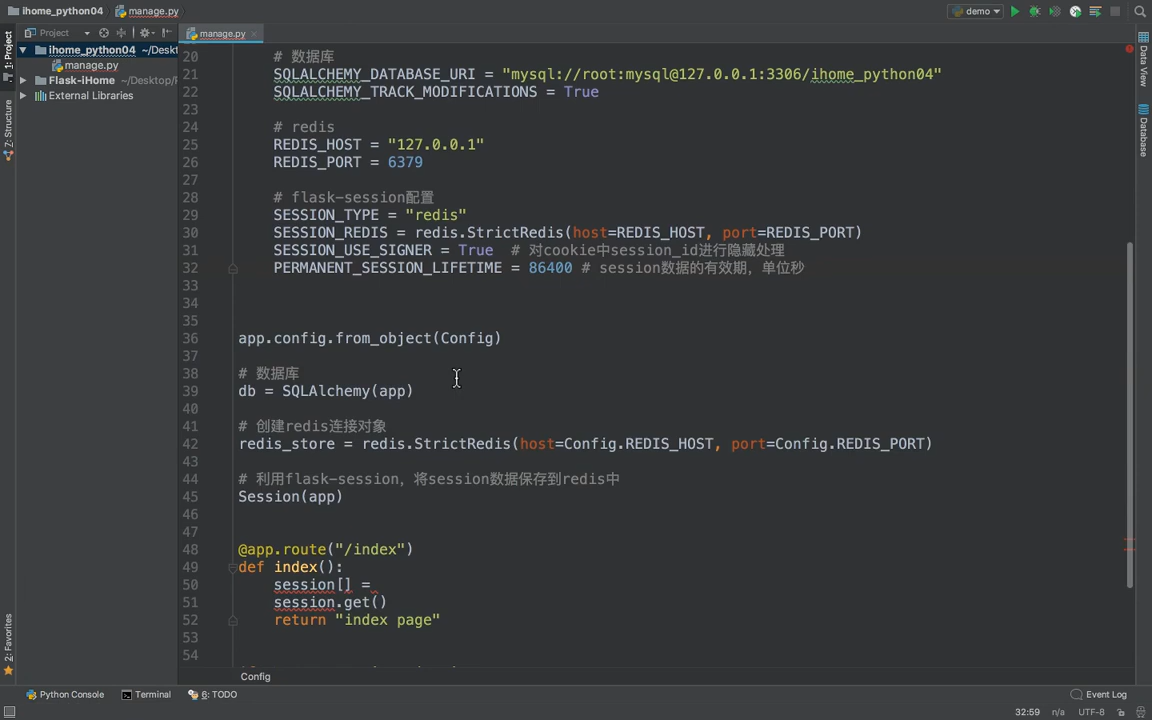 ihome_python04
manage.py
demo
Project
manage.py
1: Project
ihome_python04 ~/Deskt
manage.py
Flask-iHome ~/Desktop/F
External Libraries
Z: Structure
2: Favorites
Data View
Database
20 # 数据库
21 SQLALCHEMY_DATABASE_URI = "mysql://root:mysql@127.0.0.1:3306/ihome_python04"
22 SQLALCHEMY_TRACK_MODIFICATIONS = True
23
24 # redis
25 REDIS_HOST = "127.0.0.1"
26 REDIS_PORT = 6379
27
28 # flask-session配置
29 SESSION_TYPE = "redis"
30 SESSION_REDIS = redis.StrictRedis(host=REDIS_HOST, port=REDIS_PORT)
31 SESSION_USE_SIGNER = True # 对cookie中session_id进行隐藏处理
32 PERMANENT_SESSION_LIFETIME = 86400 # session数据的有效期，单位秒
33
34
35
36 app.config.from_object(Config)
37
38 # 数据库
39 db = SQLAlchemy(app)
40
41 # 创建redis连接对象
42 redis_store = redis.StrictRedis(host=Config.REDIS_HOST, port=Config.REDIS_PORT)
43
44 # 利用flask-session，将session数据保存到redis中
45 Session(app)
46
47
48 @app.route("/index")
49 def index():
50 session[] =
51 session.get()
52 return "index page"
53
54
Config
Python Console
Terminal
6: TODO
Event Log
32:59 n/a UTF-8